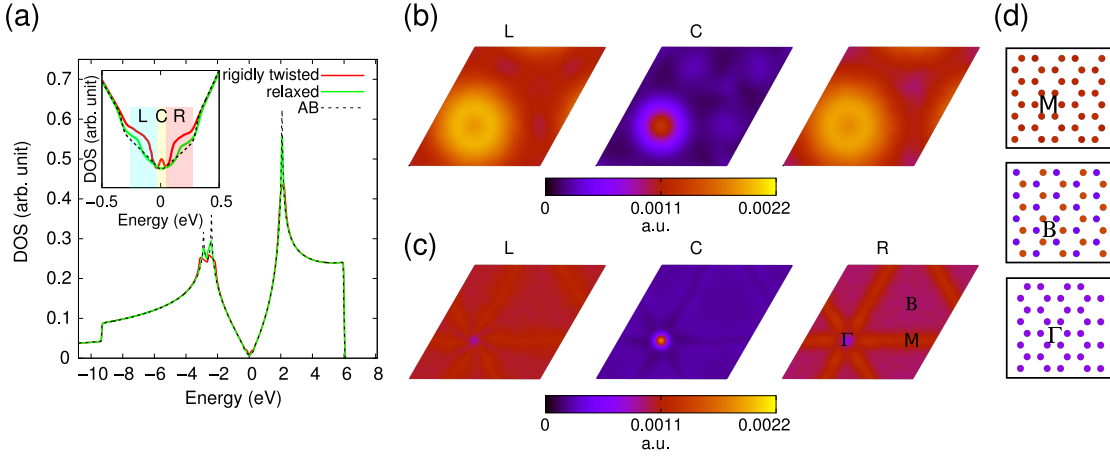 (a)
DOS (arb. unit)
0.7
0.6
0.5
0.4
0.3
0.2
0.1
0
−10 −8 −6 −4 −2 0 2 4 6 8
Energy (eV)
rigidly twisted
relaxed
AB
DOS (arb. unit)
L C R
−0.5 0 0.5
Energy (eV)
(b)
L C
0 0.0011 0.0022
a.u.
(c)
L C R
B
Γ M
0 0.0011 0.0022
a.u.
(d)
M
B
Γ